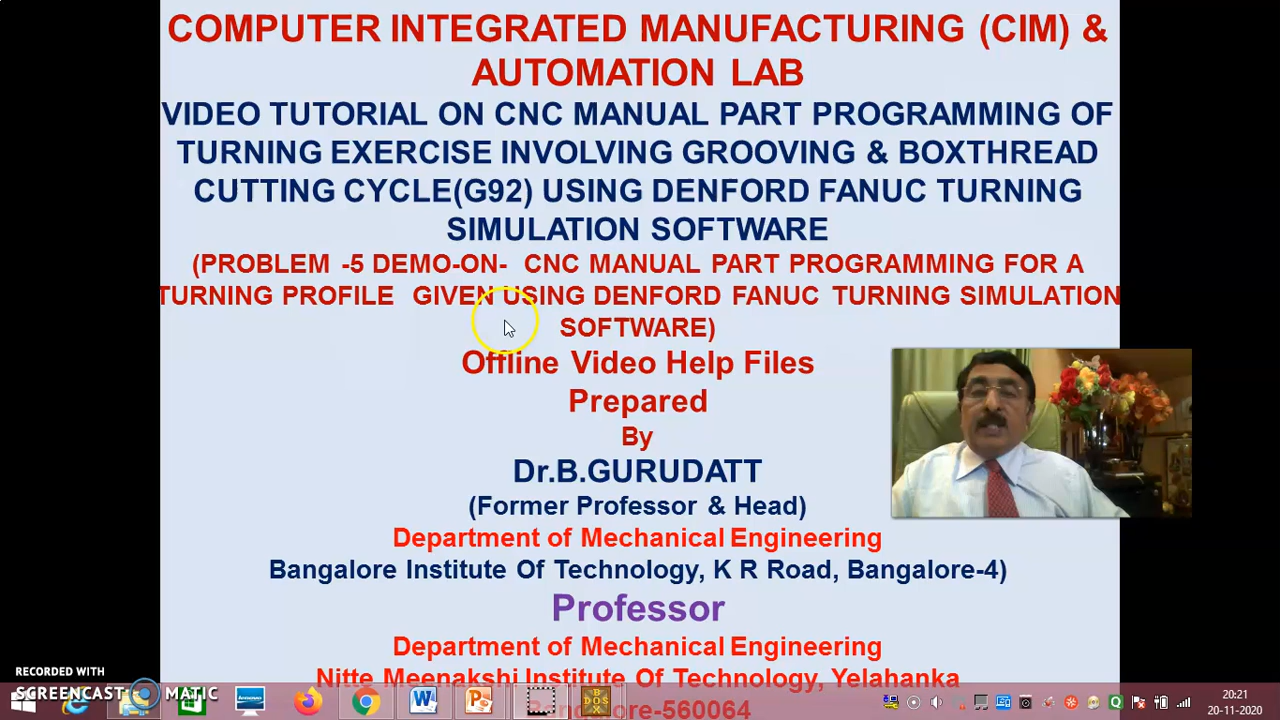 COMPUTER INTEGRATED MANUFACTURING (CIM) &
AUTOMATION LAB
VIDEO TUTORIAL ON CNC MANUAL PART PROGRAMMING OF
TURNING EXERCISE INVOLVING GROOVING & BOXTHREAD
CUTTING CYCLE(G92) USING DENFORD FANUC TURNING
SIMULATION SOFTWARE
(PROBLEM -5 DEMO-ON- CNC MANUAL PART PROGRAMMING FOR A
TURNING PROFILE GIVEN USING DENFORD FANUC TURNING SIMULATION
SOFTWARE)
Offline Video Help Files
Prepared
By
Dr.B.GURUDATT
(Former Professor & Head)
Department of Mechanical Engineering
Bangalore Institute Of Technology, K R Road, Bangalore-4)
Professor
Department of Mechanical Engineering
Nitte Meenakshi Institute Of Technology, Yelahanka
Bangalore-560064
RECORDED WITH
SCREENCAST MATIC
20:21
20-11-2020